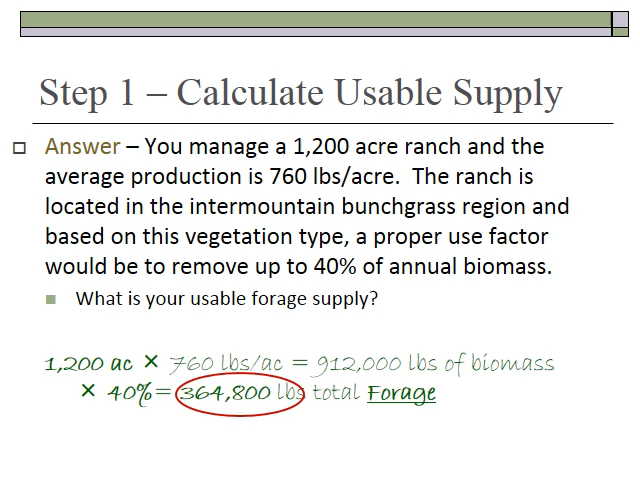 Step 1 – Calculate Usable Supply
Answer – You manage a 1,200 acre ranch and the
average production is 760 lbs/acre.  The ranch is
located in the intermountain bunchgrass region and
based on this vegetation type, a proper use factor
would be to remove up to 40% of annual biomass.
What is your usable forage supply?
1,200 ac × 760 lbs/ac = 912,000 lbs of biomass
× 40%= 364,800 lbs total Forage